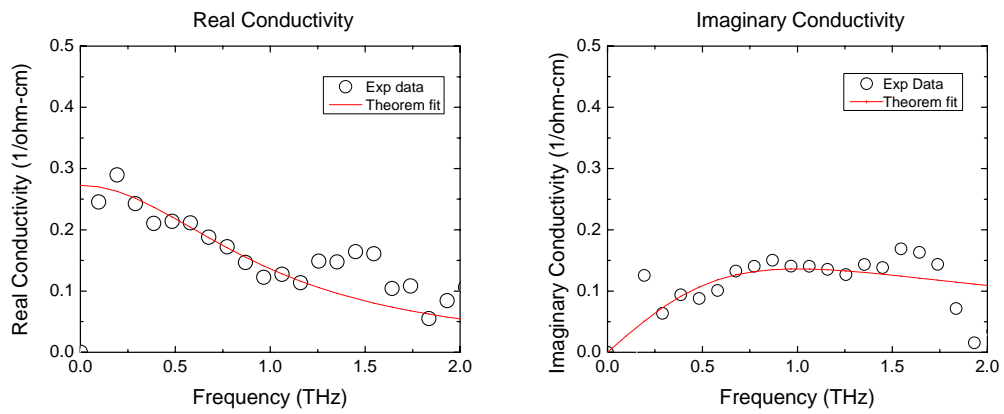 Real Conductivity
0.5
0.4
0.3
0.2
0.1
0.0
Real Conductivity (1/ohm-cm)
Exp data
Theorem fit
0.0 0.5 1.0 1.5 2.0
Frequency (THz)
Imaginary Conductivity
0.5
0.4
0.3
0.2
0.1
0.0
Imaginary Conductivity (1/ohm-cm)
Exp Data
Theorem fit
0.0 0.5 1.0 1.5 2.0
Frequency (THz)